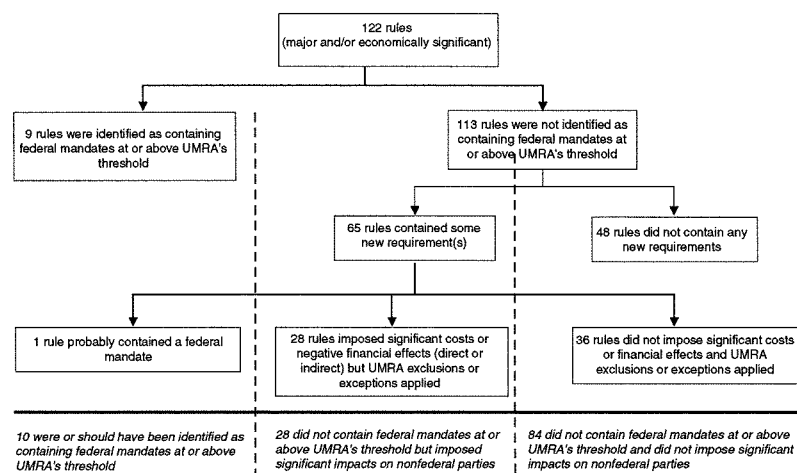 122 rules
(major and/or economically significant)
9 rules were identified as containing
federal mandates at or above UMRA's
threshold
113 rules were not identified as
containing federal mandates at
or above UMRA's threshold
65 rules contained some
new requirement(s)
48 rules did not contain any
new requirements
1 rule probably contained a federal
mandate
28 rules imposed significant costs or
negative financial effects (direct or
indirect) but UMRA exclusions or
exceptions applied
36 rules did not impose significant costs
or financial effects and UMRA
exclusions or exceptions applied
10 were or should have been identified as
containing federal mandates at or above
UMRA's threshold
28 did not contain federal mandates at or
above UMRA's threshold but imposed
significant impacts on nonfederal parties
84 did not contain federal mandates at or above
UMRA's threshold and did not impose significant
impacts on nonfederal parties